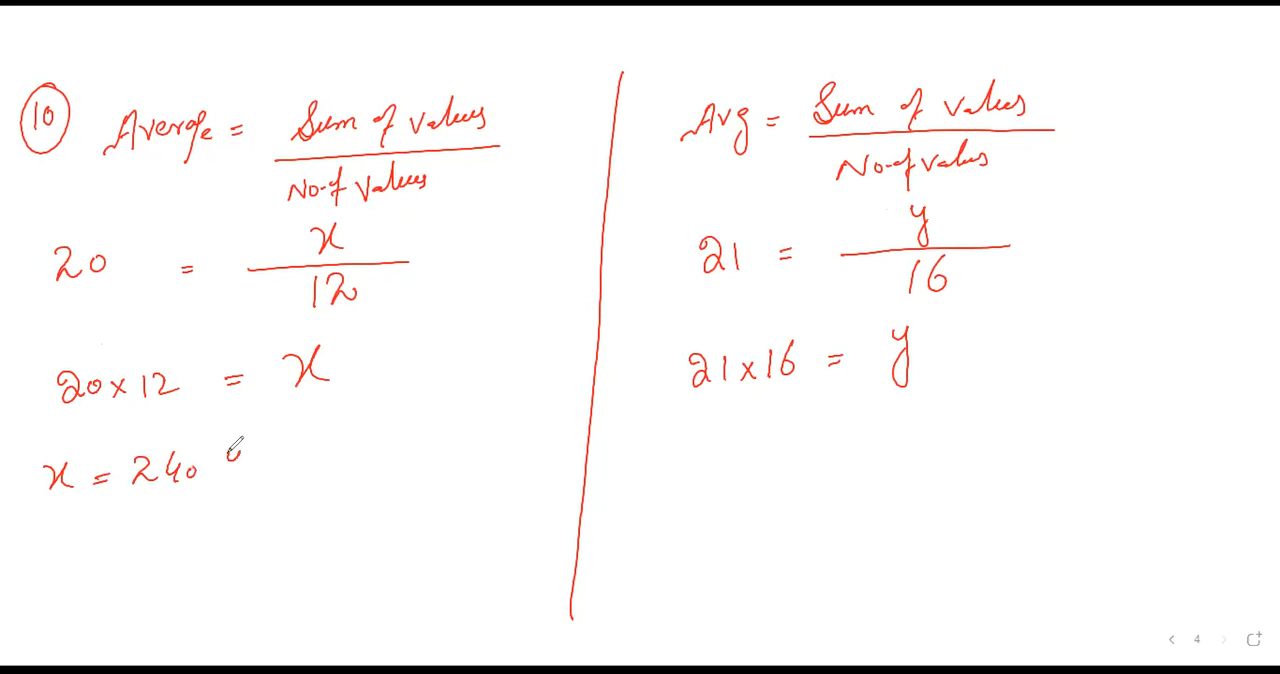 10
Average = Sum of values
No. of values
20 = x
12
20 x 12 = x
x = 240
Avg = Sum of values
No. of values
21 = y
16
21 x 16 = y
4